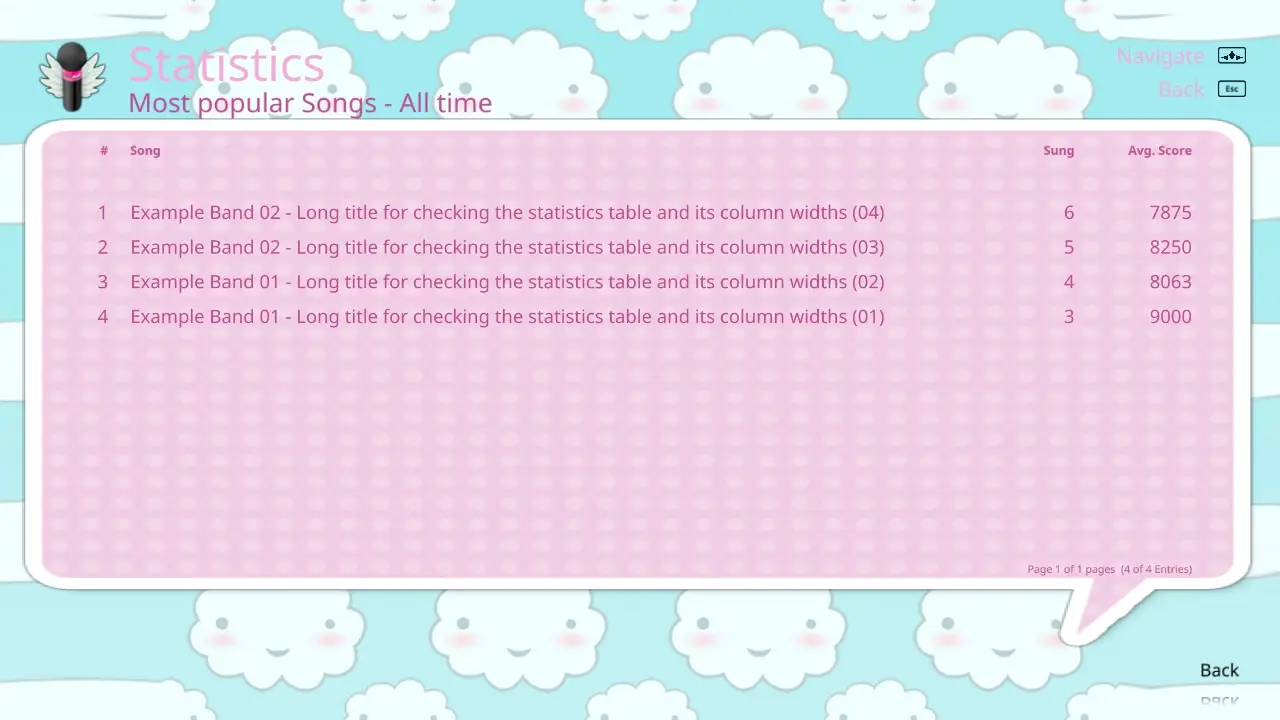 Statistics
Most popular Songs - All time
Navigate
Back Esc
# Song Sung Avg. Score
1 Example Band 02 - Long title for checking the statistics table and its column widths (04) 6 7875
2 Example Band 02 - Long title for checking the statistics table and its column widths (03) 5 8250
3 Example Band 01 - Long title for checking the statistics table and its column widths (02) 4 8063
4 Example Band 01 - Long title for checking the statistics table and its column widths (01) 3 9000
Page 1 of 1 pages (4 of 4 Entries)
Back